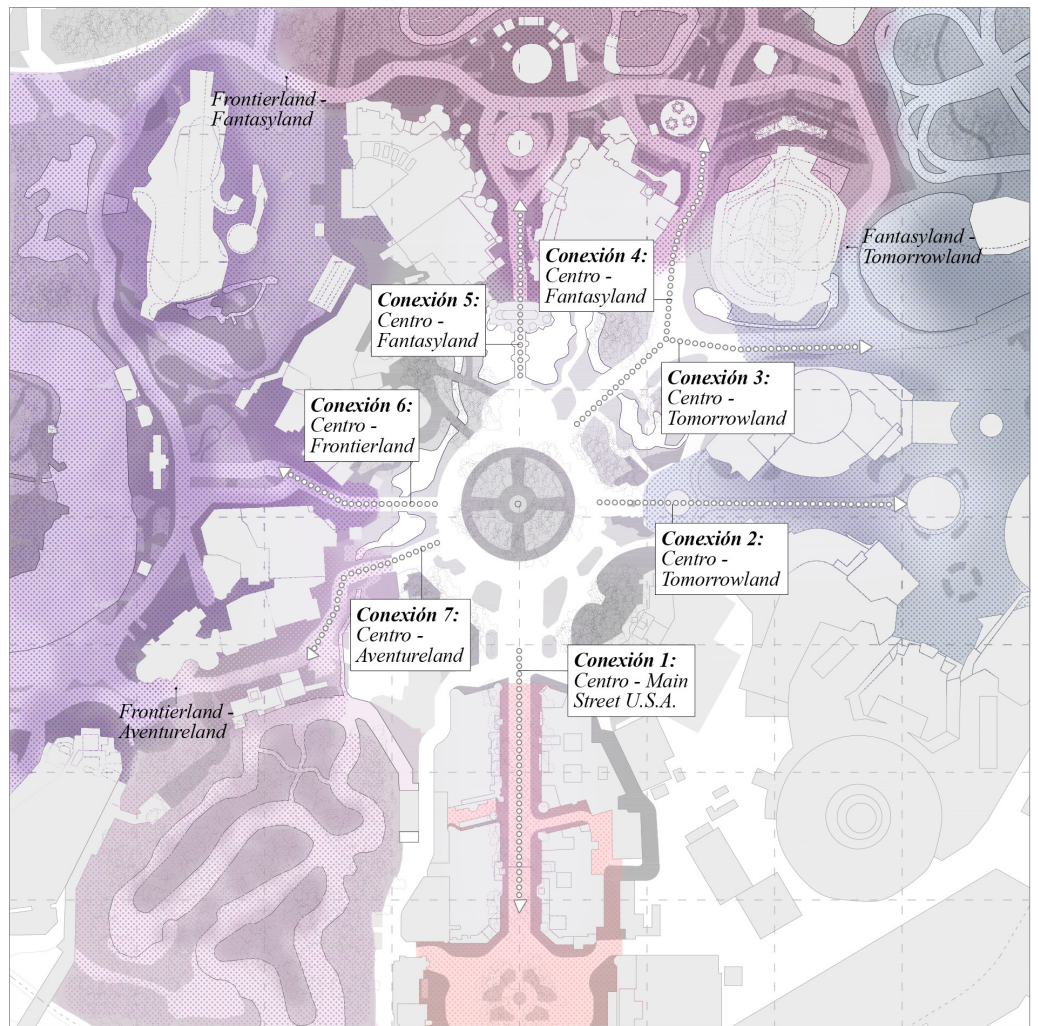 Frontierland -
Fantasyland
Conexión 4:
Centro -
Fantasyland
Fantasyland -
Tomorrowland
Conexión 5:
Centro -
Fantasyland
Conexión 3:
Centro -
Tomorrowland
Conexión 6:
Centro -
Frontierland
Conexión 2:
Centro -
Tomorrowland
Conexión 7:
Centro -
Aventureland
Conexión 1:
Centro - Main
Street U.S.A.
Frontierland -
Aventureland